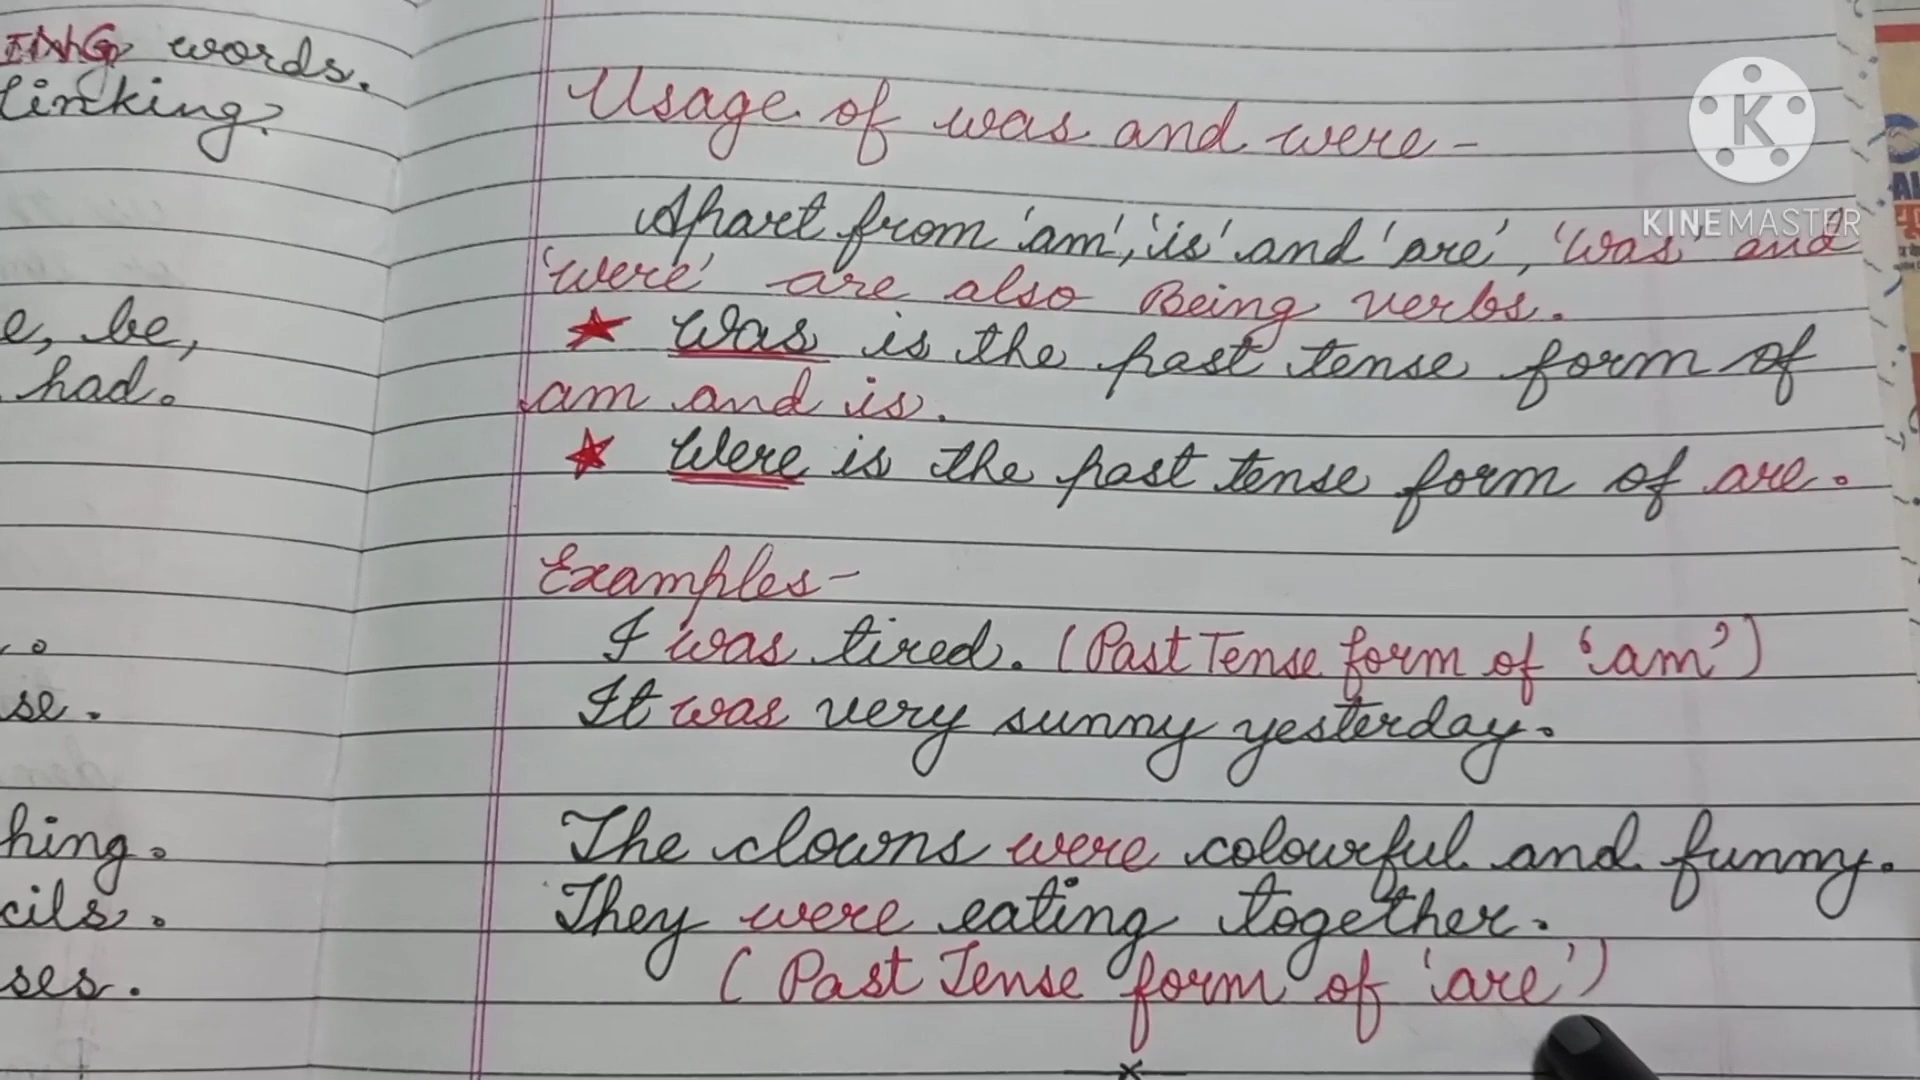 ING words.
linking?
e, be,
had.
se.
hing.
cils.
ses.
Usage of was and were-
Apart from 'am', 'is' and 'are', 'was' and
'were' are also Being verbs.
★ Was is the past tense form of
am and is.
★ Were is the past tense form of are.
Examples-
I was tired. (Past Tense form of 'am')
It was very sunny yesterday.
The clowns were colourful and funny.
They were eating together.
(Past Tense form of 'are')
K
KINEMASTER